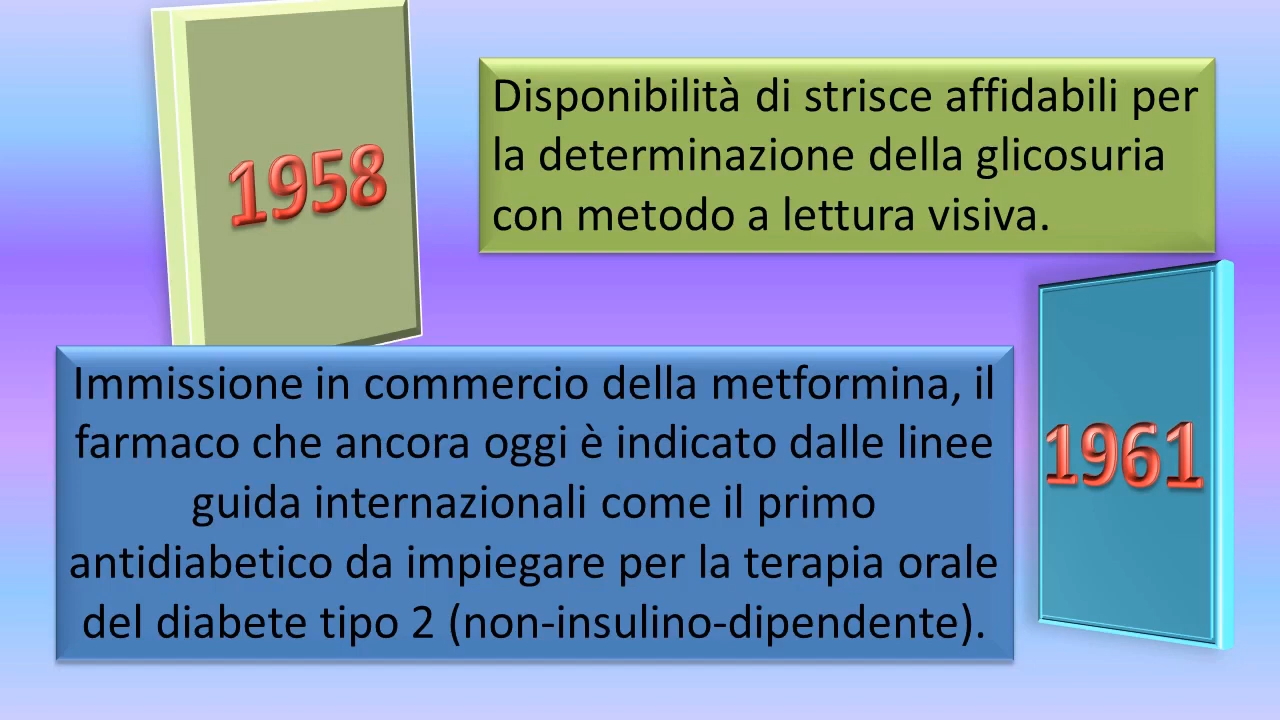 1958
Disponibilità di strisce affidabili per
la determinazione della glicosuria
con metodo a lettura visiva.
Immissione in commercio della metformina, il
farmaco che ancora oggi è indicato dalle linee
guida internazionali come il primo
antidiabetico da impiegare per la terapia orale
del diabete tipo 2 (non-insulino-dipendente).
1961